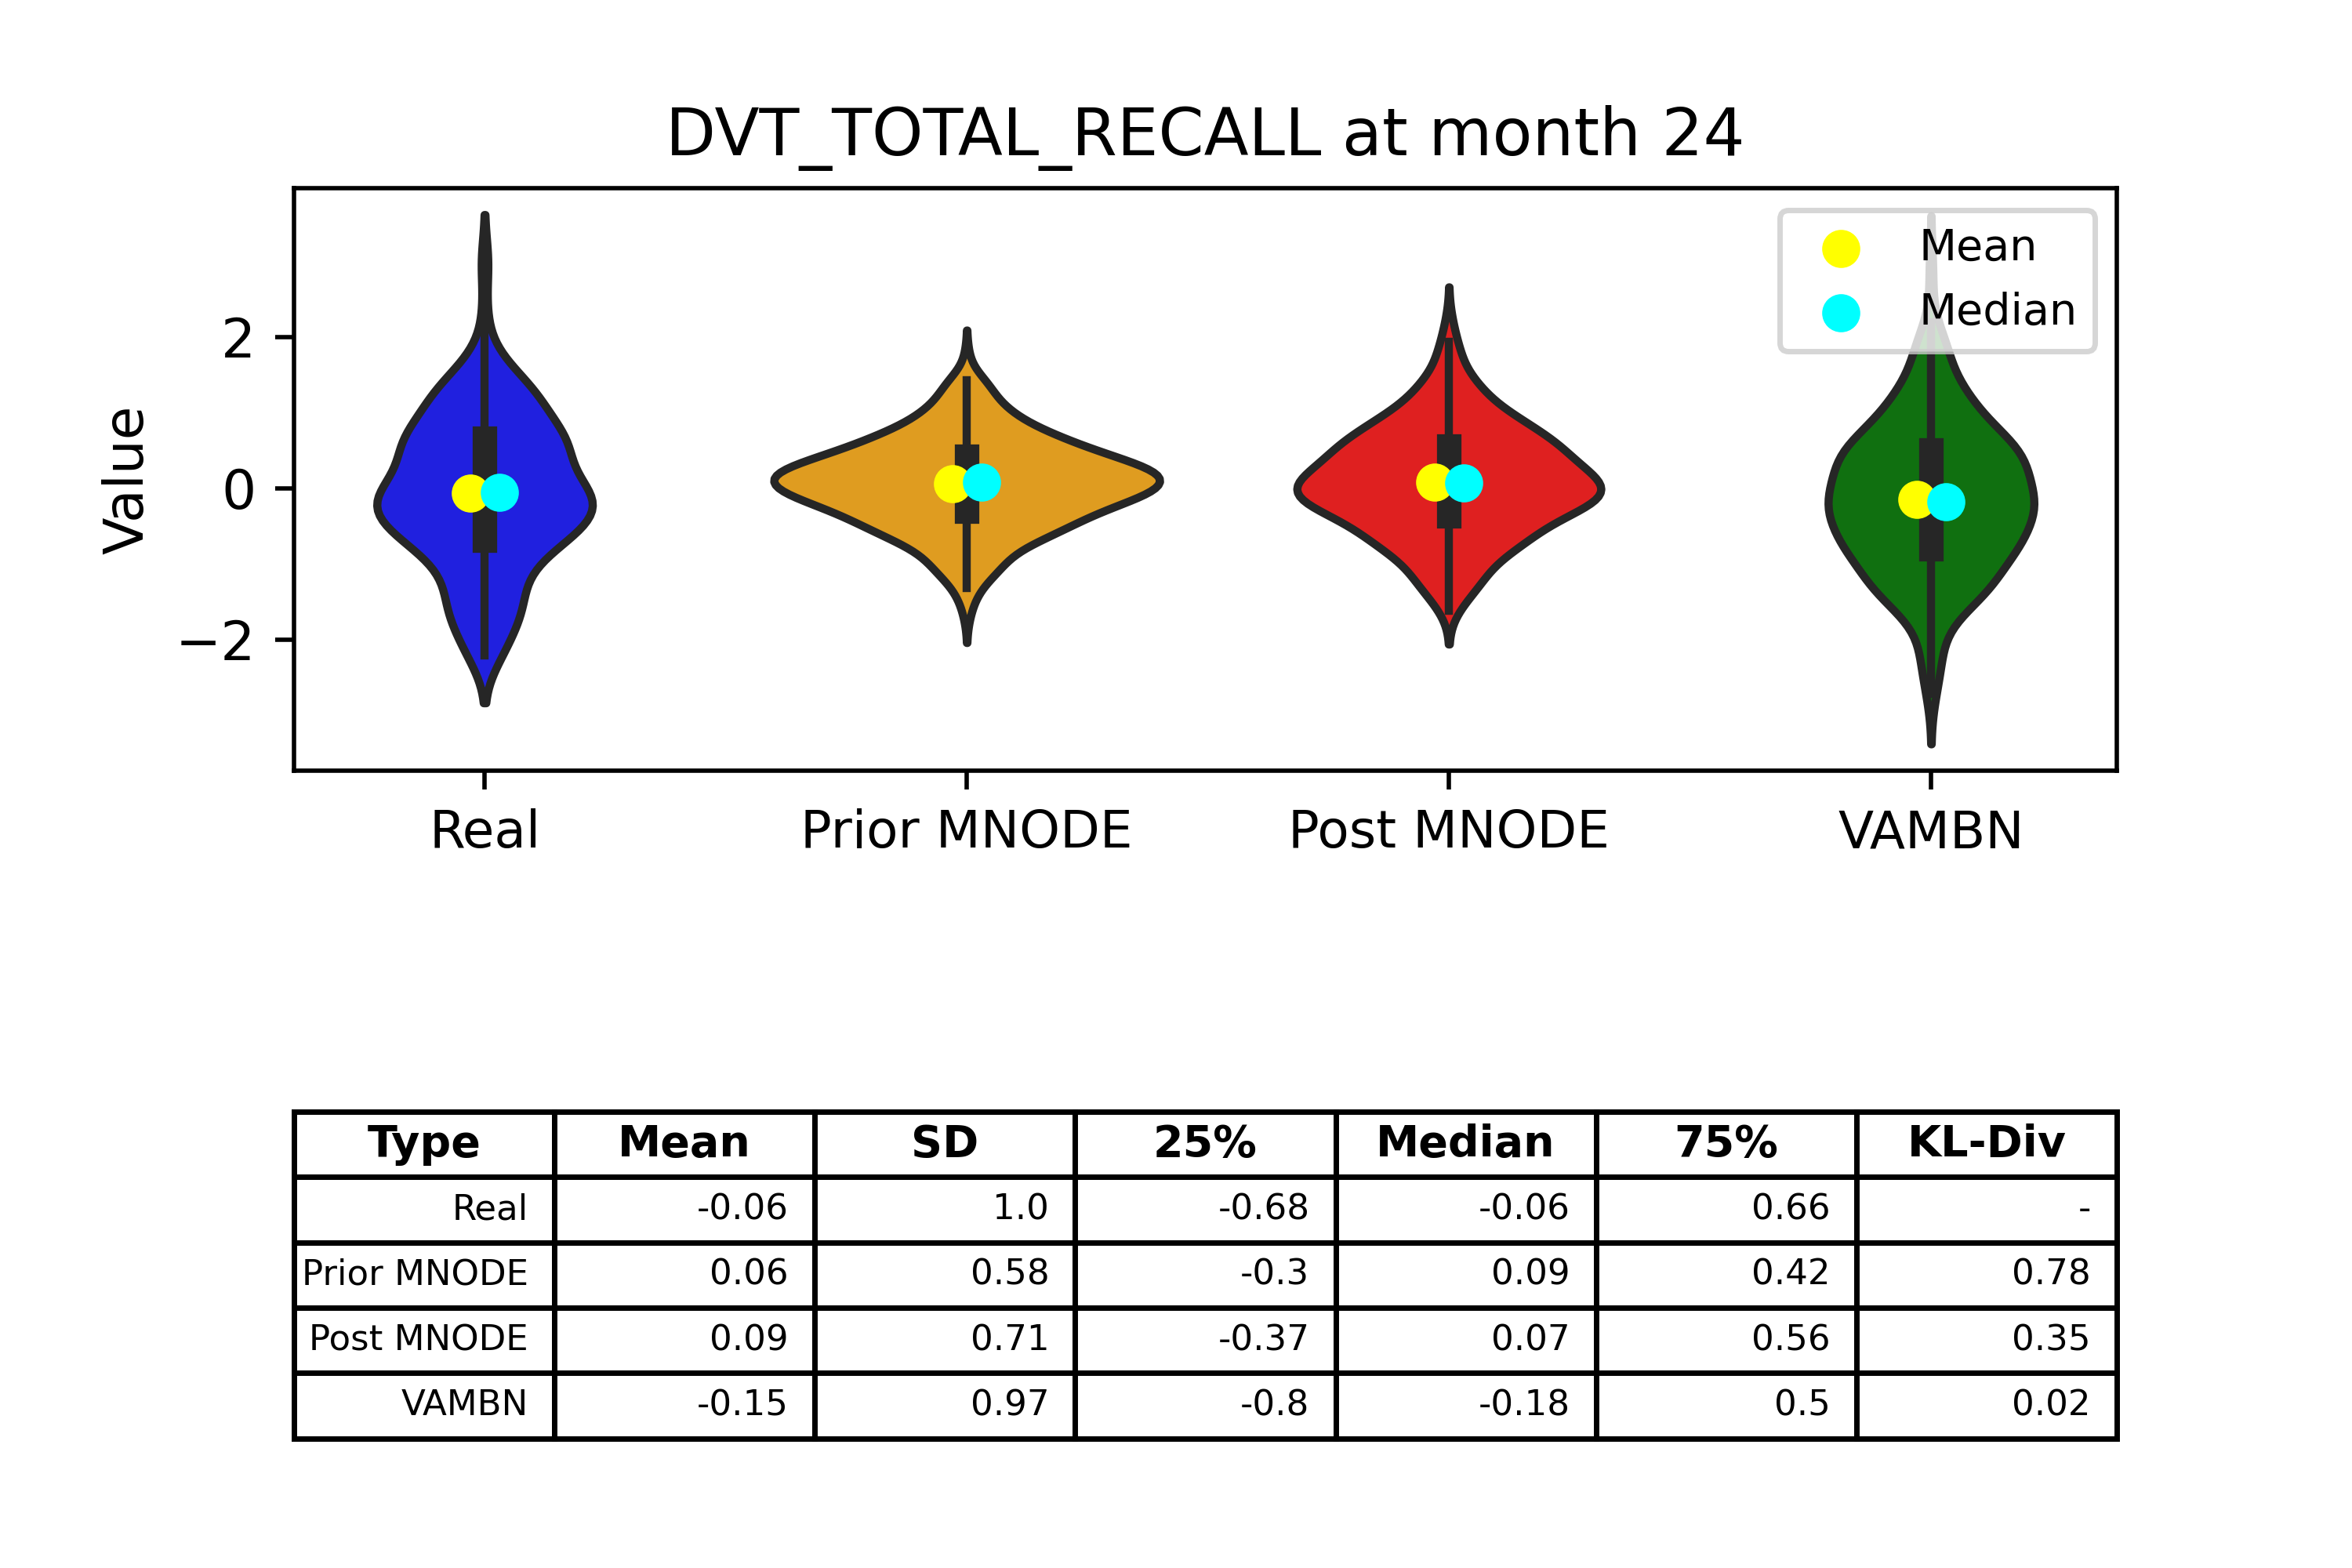 DVT_TOTAL_RECALL at month 24
Mean
Median
Value
2
0
−2
Real Prior MNODE Post MNODE VAMBN
Type Mean SD 25% Median 75% KL-Div
Real -0.06 1.0 -0.68 -0.06 0.66 -
Prior MNODE 0.06 0.58 -0.3 0.09 0.42 0.78
Post MNODE 0.09 0.71 -0.37 0.07 0.56 0.35
VAMBN -0.15 0.97 -0.8 -0.18 0.5 0.02